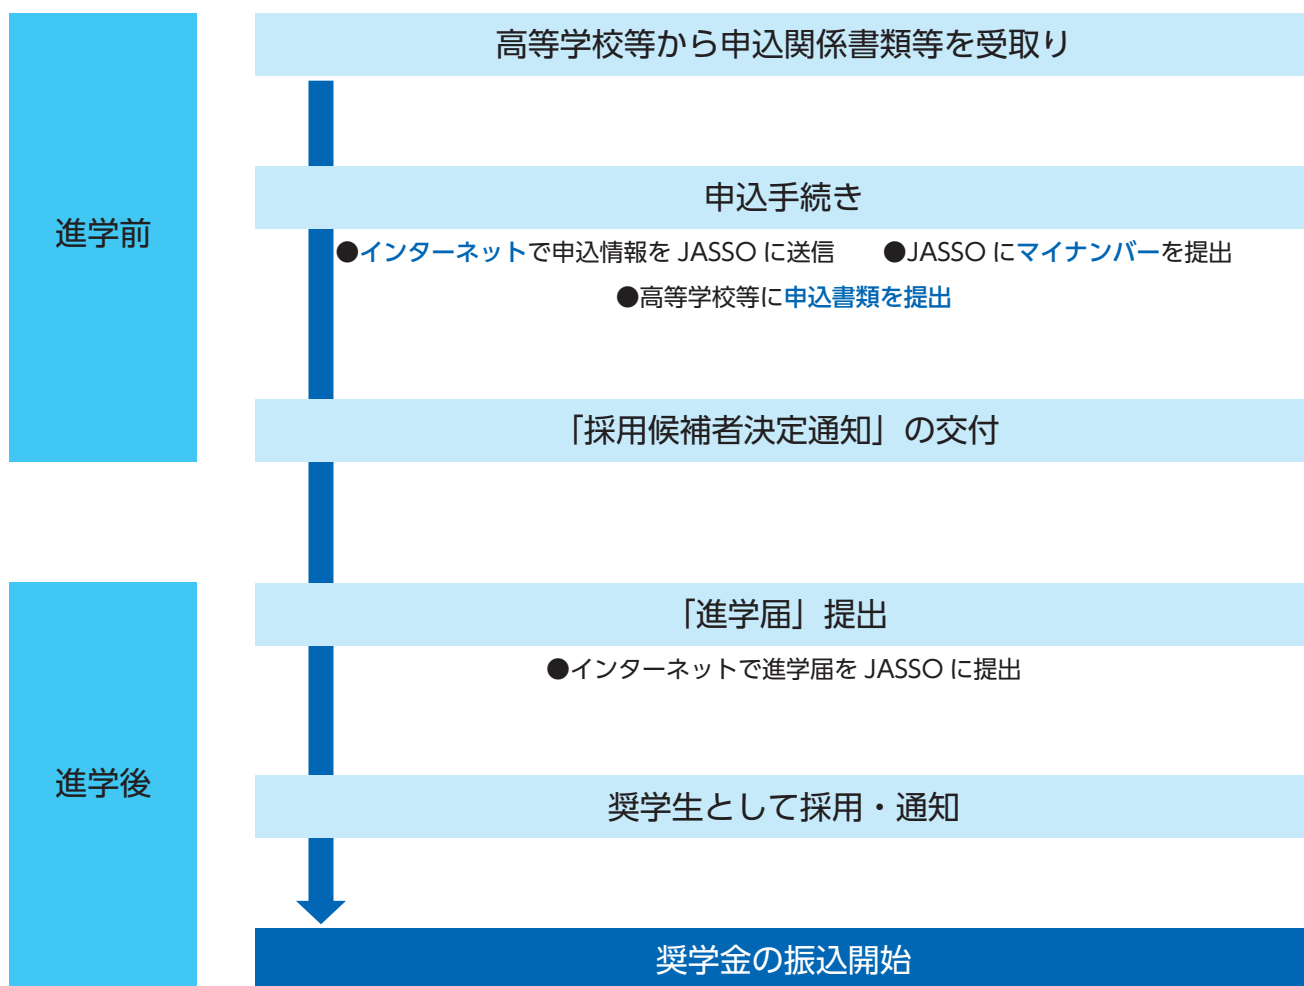 高等学校等から申込関係書類等を受取り
進学前
申込手続き
●インターネットで申込情報を JASSO に送信 ●JASSO にマイナンバーを提出
●高等学校等に申込書類を提出
「採用候補者決定通知」の交付
進学後
「進学届」提出
●インターネットで進学届を JASSO に提出
奨学生として採用・通知
奨学金の振込開始